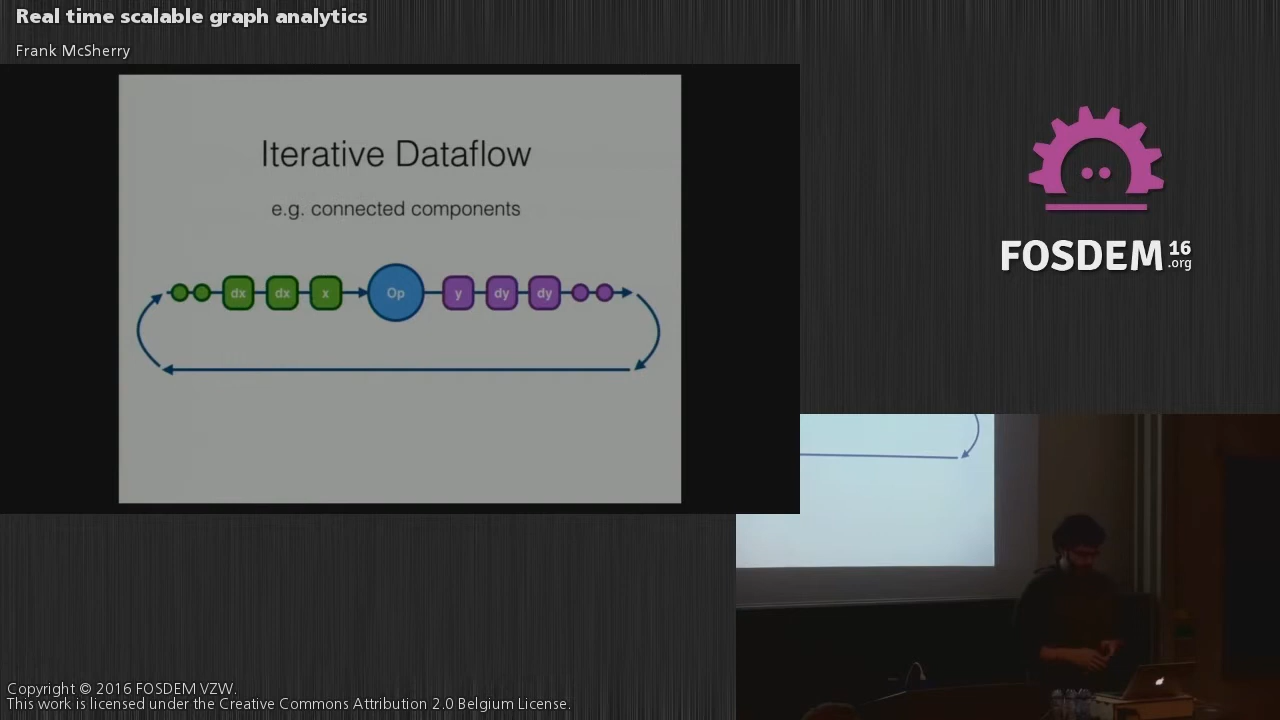 Real time scalable graph analytics
Frank McSherry
Iterative Dataflow
e.g. connected components
dx dx x Op y dy dy
FOSDEM 16
.org
Copyright © 2016 FOSDEM VZW.
This work is licensed under the Creative Commons Attribution 2.0 Belgium License.